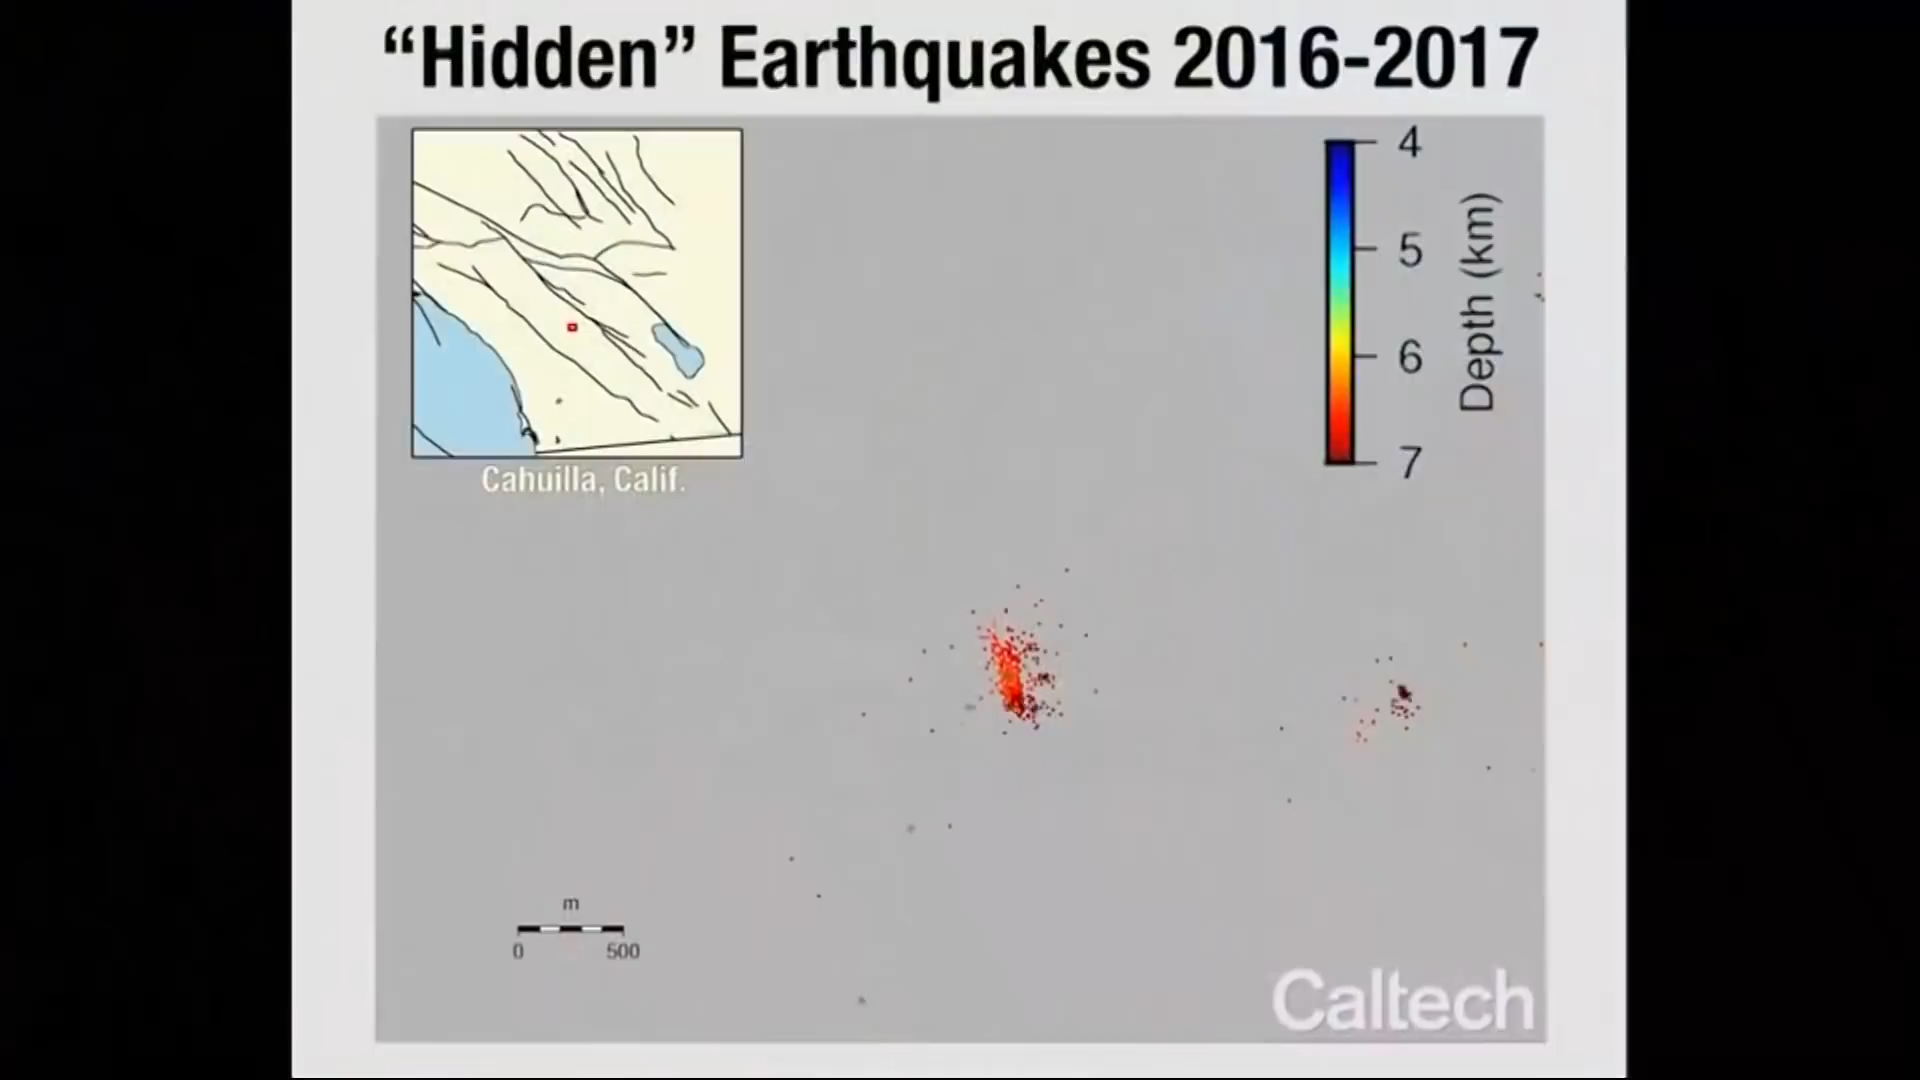 “Hidden” Earthquakes 2016-2017
Cahuilla, Calif.
4
5
6
7
Depth (km)
m
0 500
Caltech